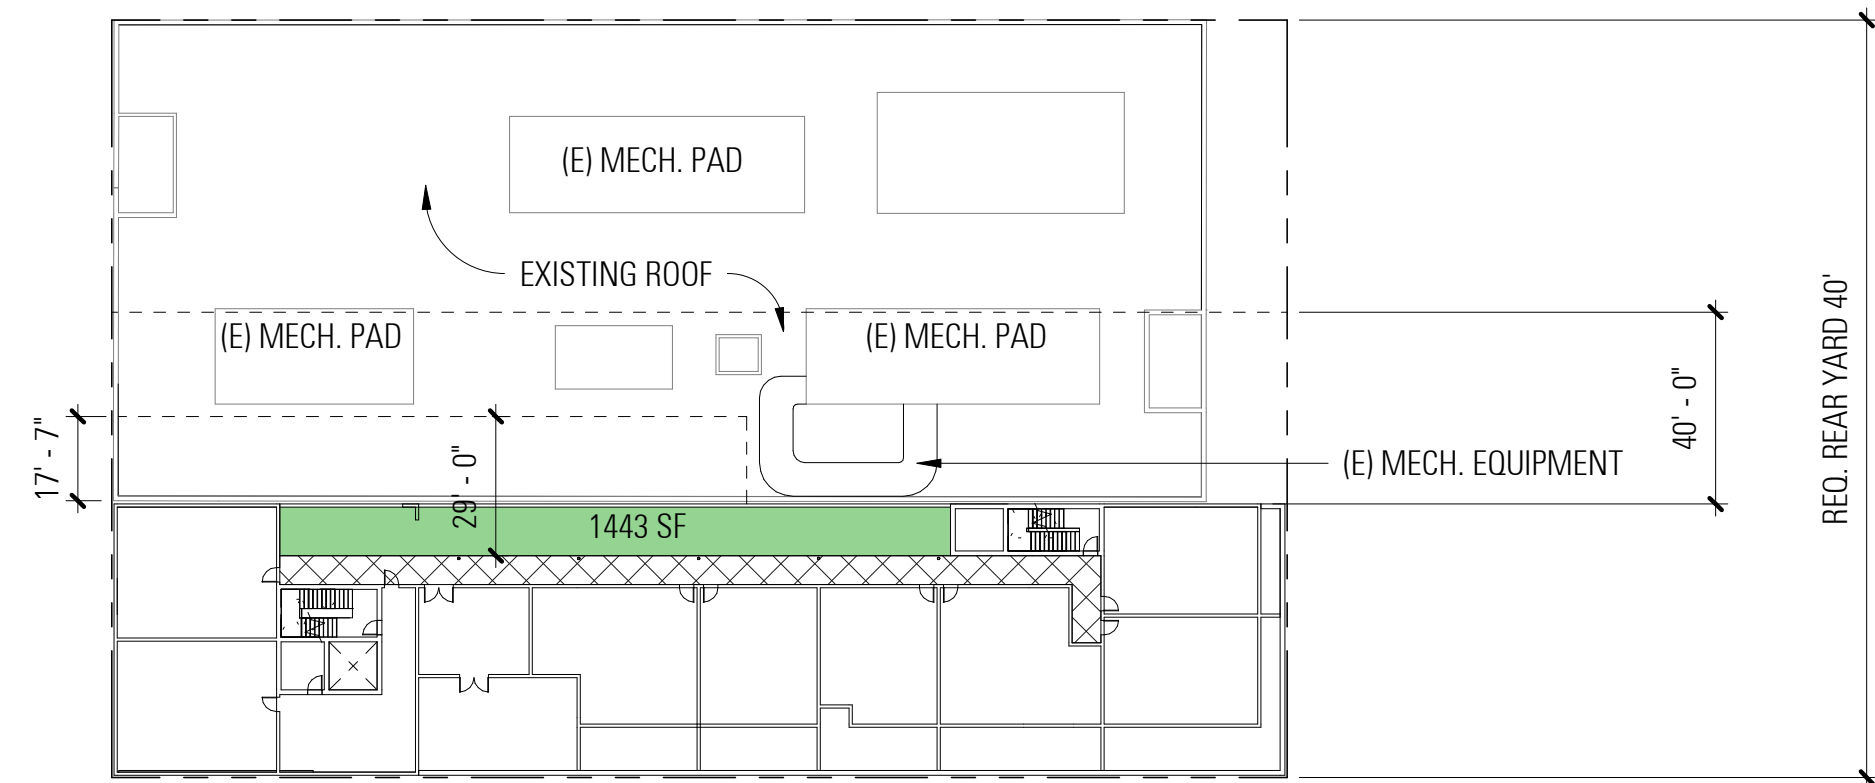 (E) MECH. PAD
EXISTING ROOF
(E) MECH. PAD
(E) MECH. PAD
17' - 7"
29' - 0"
40' - 0"
REQ. REAR YARD 40'
(E) MECH. EQUIPMENT
1443 SF